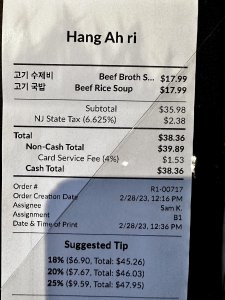 Hang Ah ri
고기 수제비 Beef Broth S... $17.99
고기 국밥 Beef Rice Soup $17.99
Subtotal $35.98
NJ State Tax (6.625%) $2.38
Total $38.36
Non-Cash Total $39.89
Card Service Fee (4%) $1.53
Cash Total $38.36
Order # R1-00717
Order Creation Date 2/28/23, 12:16 PM
Assignee Sam K.
Assignment B1
Date & Time of Print 2/28/23, 12:36 PM
Suggested Tip
18% ($6.90, Total: $45.26)
20% ($7.67, Total: $46.03)
25% ($9.59, Total: $47.95)